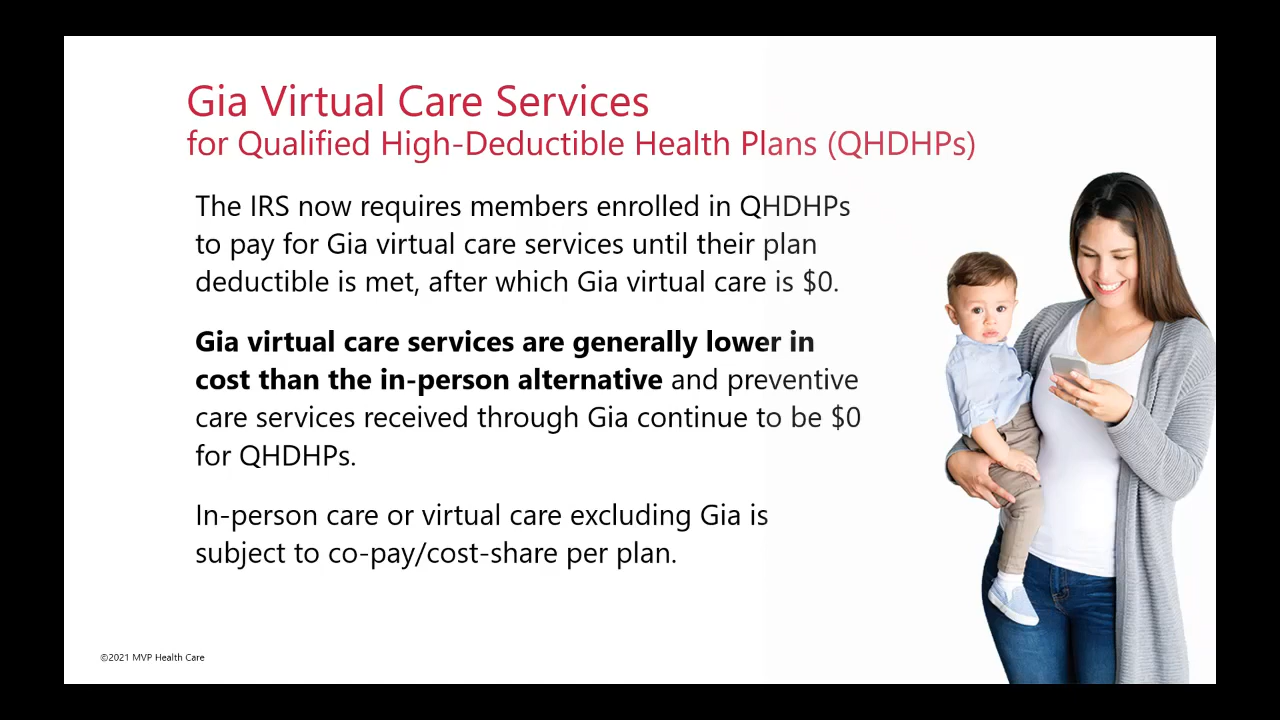 Gia Virtual Care Services
for Qualified High-Deductible Health Plans (QHDHPs)
The IRS now requires members enrolled in QHDHPs
to pay for Gia virtual care services until their plan
deductible is met, after which Gia virtual care is $0.
Gia virtual care services are generally lower in
cost than the in-person alternative and preventive
care services received through Gia continue to be $0
for QHDHPs.
In-person care or virtual care excluding Gia is
subject to co-pay/cost-share per plan.
©2021 MVP Health Care